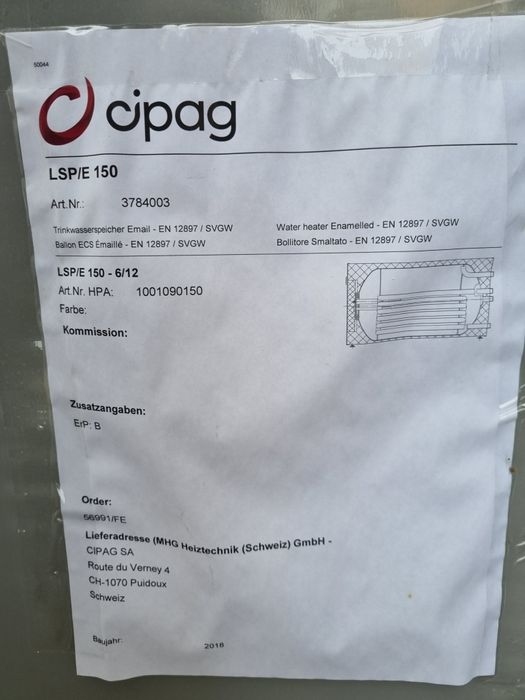 50044
cipag
LSP/E 150
Art.Nr.: 3784003
Trinkwasserspeicher Email - EN 12897 / SVGW
Ballon ECS Émaillé - EN 12897 / SVGW
Water heater Enamelled - EN 12897 / SVGW
Bollitore Smaltato - EN 12897 / SVGW
LSP/E 150 - 6/12
Art.Nr. HPA: 1001090150
Farbe:
Kommission:
Zusatzangaben:
ErP: B
Order:
56991/FE
Lieferadresse (MHG Heiztechnik (Schweiz) GmbH -
CIPAG SA
Route du Verney 4
CH-1070 Puidoux
Schweiz
Baujahr: 2016